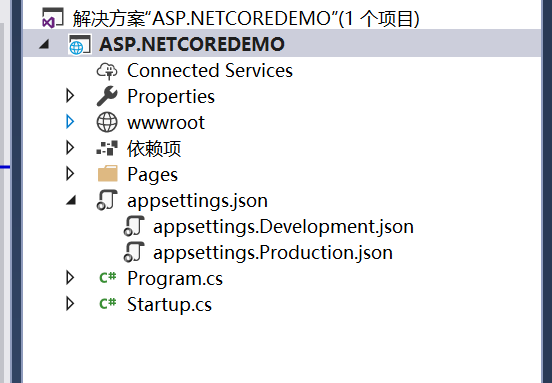 解决方案"ASP.NETCOREDEMO"(1 个项目)
ASP.NETCOREDEMO
Connected Services
Properties
wwwroot
依赖项
Pages
appsettings.json
appsettings.Development.json
appsettings.Production.json
C# Program.cs
C# Startup.cs